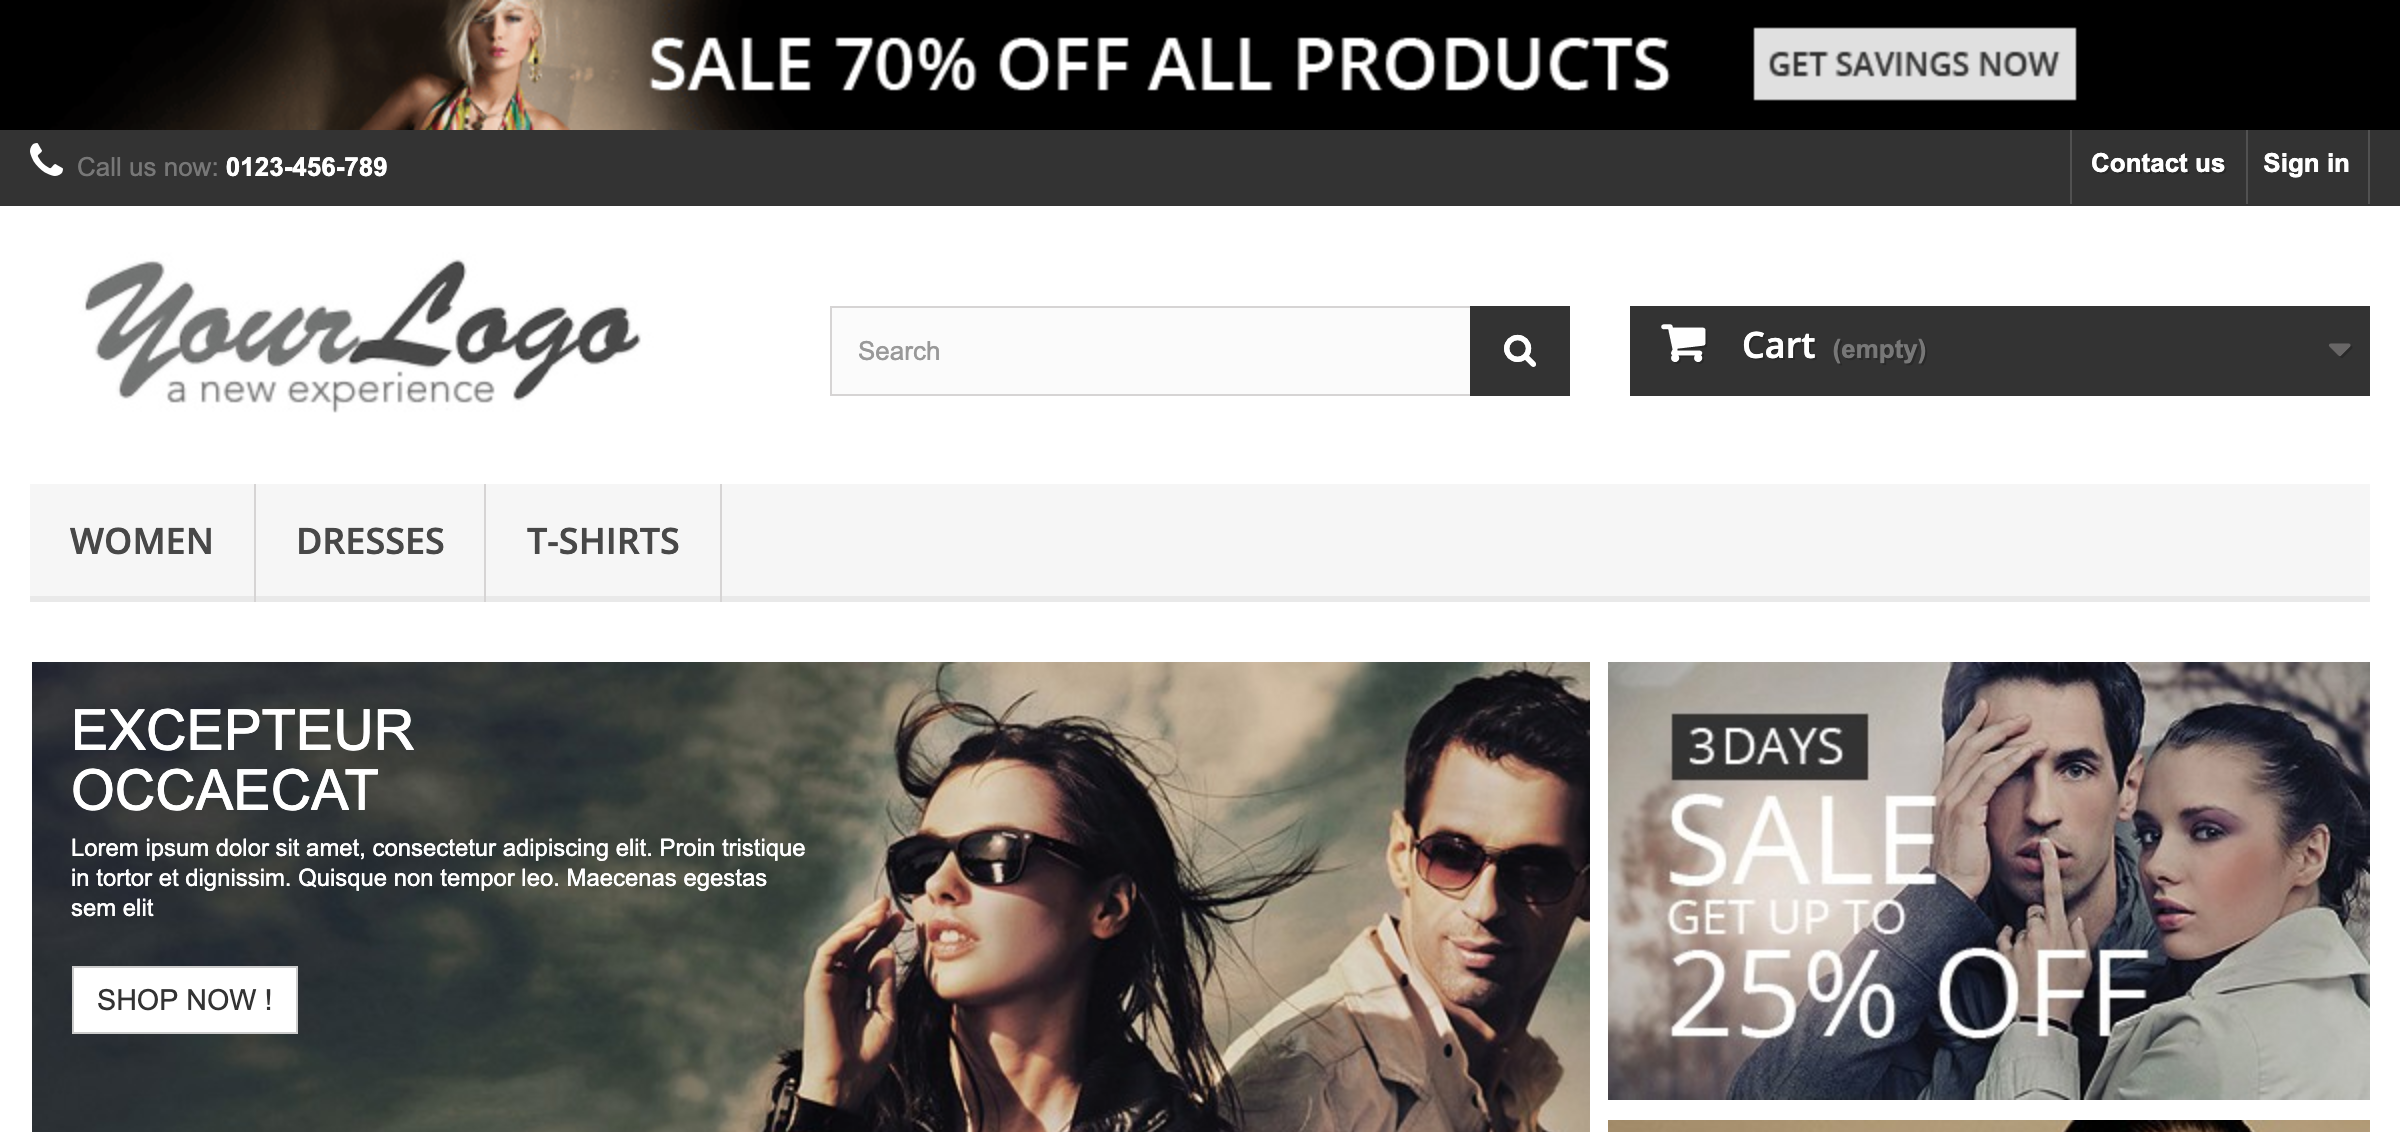 SALE 70% OFF ALL PRODUCTS
GET SAVINGS NOW
Call us now: 0123-456-789
Contact us
Sign in
YourLogo
a new experience
Search
Cart (empty)
WOMEN
DRESSES
T-SHIRTS
EXCEPTEUR
OCCAECAT
Lorem ipsum dolor sit amet, consectetur adipiscing elit. Proin tristique
in tortor et dignissim. Quisque non tempor leo. Maecenas egestas
sem elit
SHOP NOW !
3 DAYS
SALE
GET UP TO
25% OFF